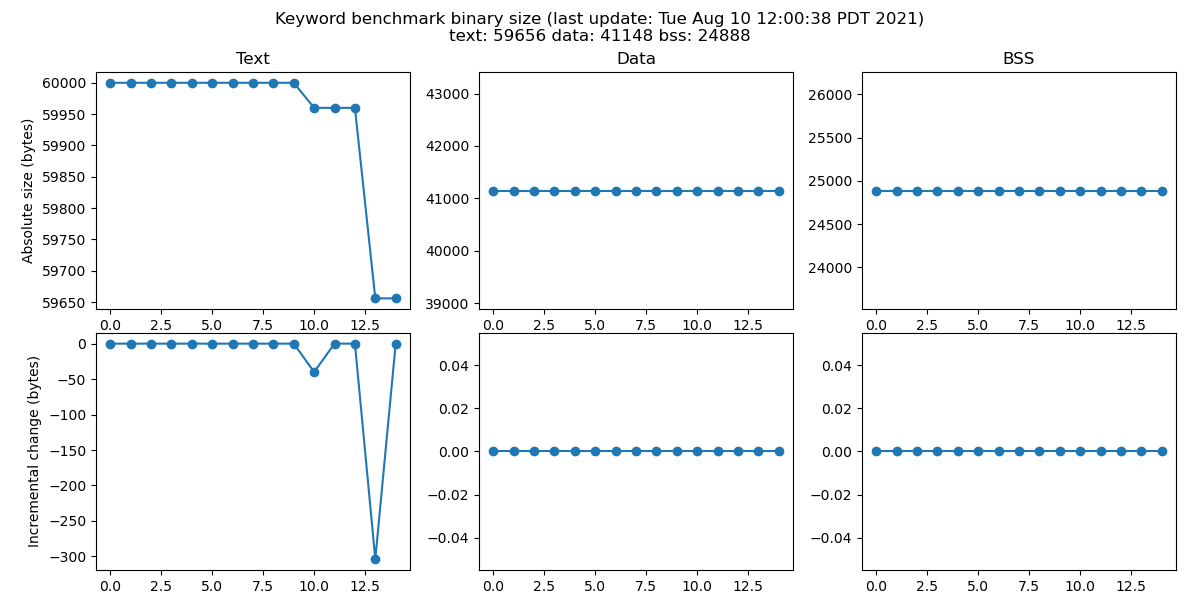 Keyword benchmark binary size (last update: Tue Aug 10 12:00:38 PDT 2021)
text: 59656 data: 41148 bss: 24888
Text
Data
BSS
Absolute size (bytes)
60000
59950
59900
59850
59800
59750
59700
59650
0.0 2.5 5.0 7.5 10.0 12.5
43000
42000
41000
40000
39000
0.0 2.5 5.0 7.5 10.0 12.5
26000
25500
25000
24500
24000
0.0 2.5 5.0 7.5 10.0 12.5
Incremental change (bytes)
0
−50
−100
−150
−200
−250
−300
0.0 2.5 5.0 7.5 10.0 12.5
0.04
0.02
0.00
−0.02
−0.04
0.0 2.5 5.0 7.5 10.0 12.5
0.04
0.02
0.00
−0.02
−0.04
0.0 2.5 5.0 7.5 10.0 12.5